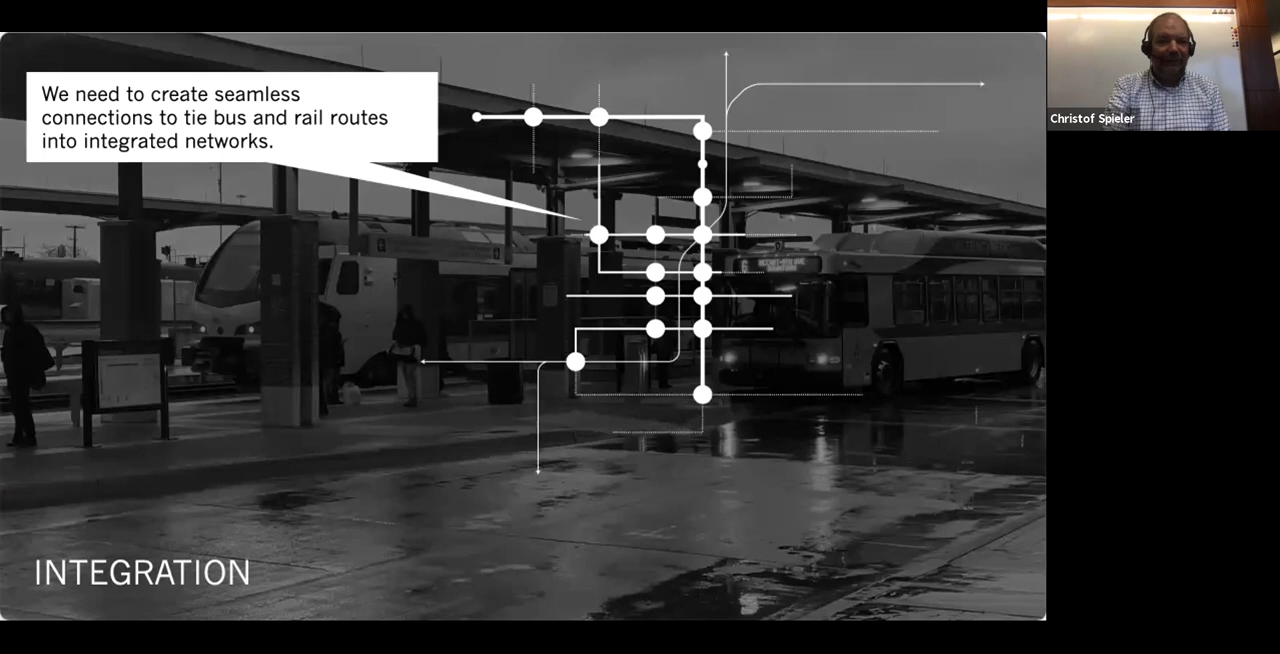 We need to create seamless
connections to tie bus and rail routes
into integrated networks.
INTEGRATION
Christof Spieler